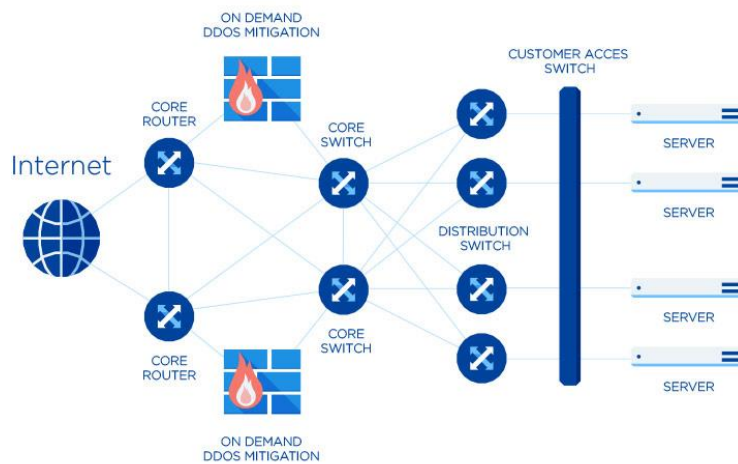 ON DEMAND
DDOS MITIGATION
CUSTOMER ACCES
SWITCH
CORE
ROUTER
CORE
SWITCH
Internet
SERVER
SERVER
DISTRIBUTION
SWITCH
SERVER
CORE
SWITCH
CORE
ROUTER
SERVER
ON DEMAND
DDOS MITIGATION